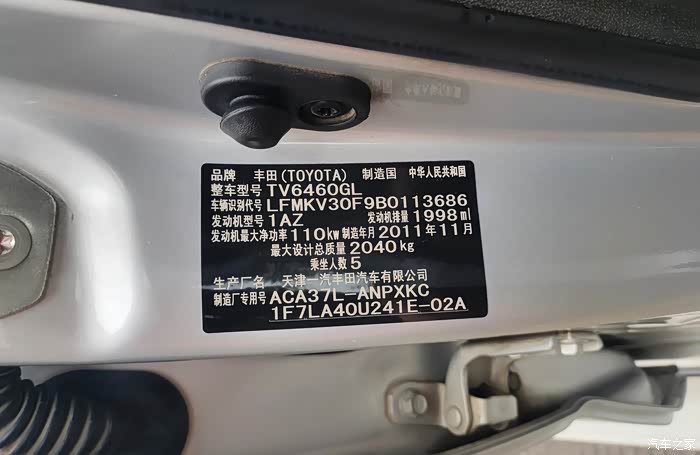 品牌 丰田(TOYOTA) 制造国 中华人民共和国
整车型号 TV6460GL
车辆识别代号 LFMKV30F9B0113686
发动机型号 1AZ 发动机排量 1998ml
发动机最大净功率 110kw 制造年月 2011年11月
最大设计总质量 2040kg
乘坐人数 5
生产厂名 天津一汽丰田汽车有限公司
制造厂专用号 ACA37L-ANPXKC
1F7LA40U241E-02A
汽车之家